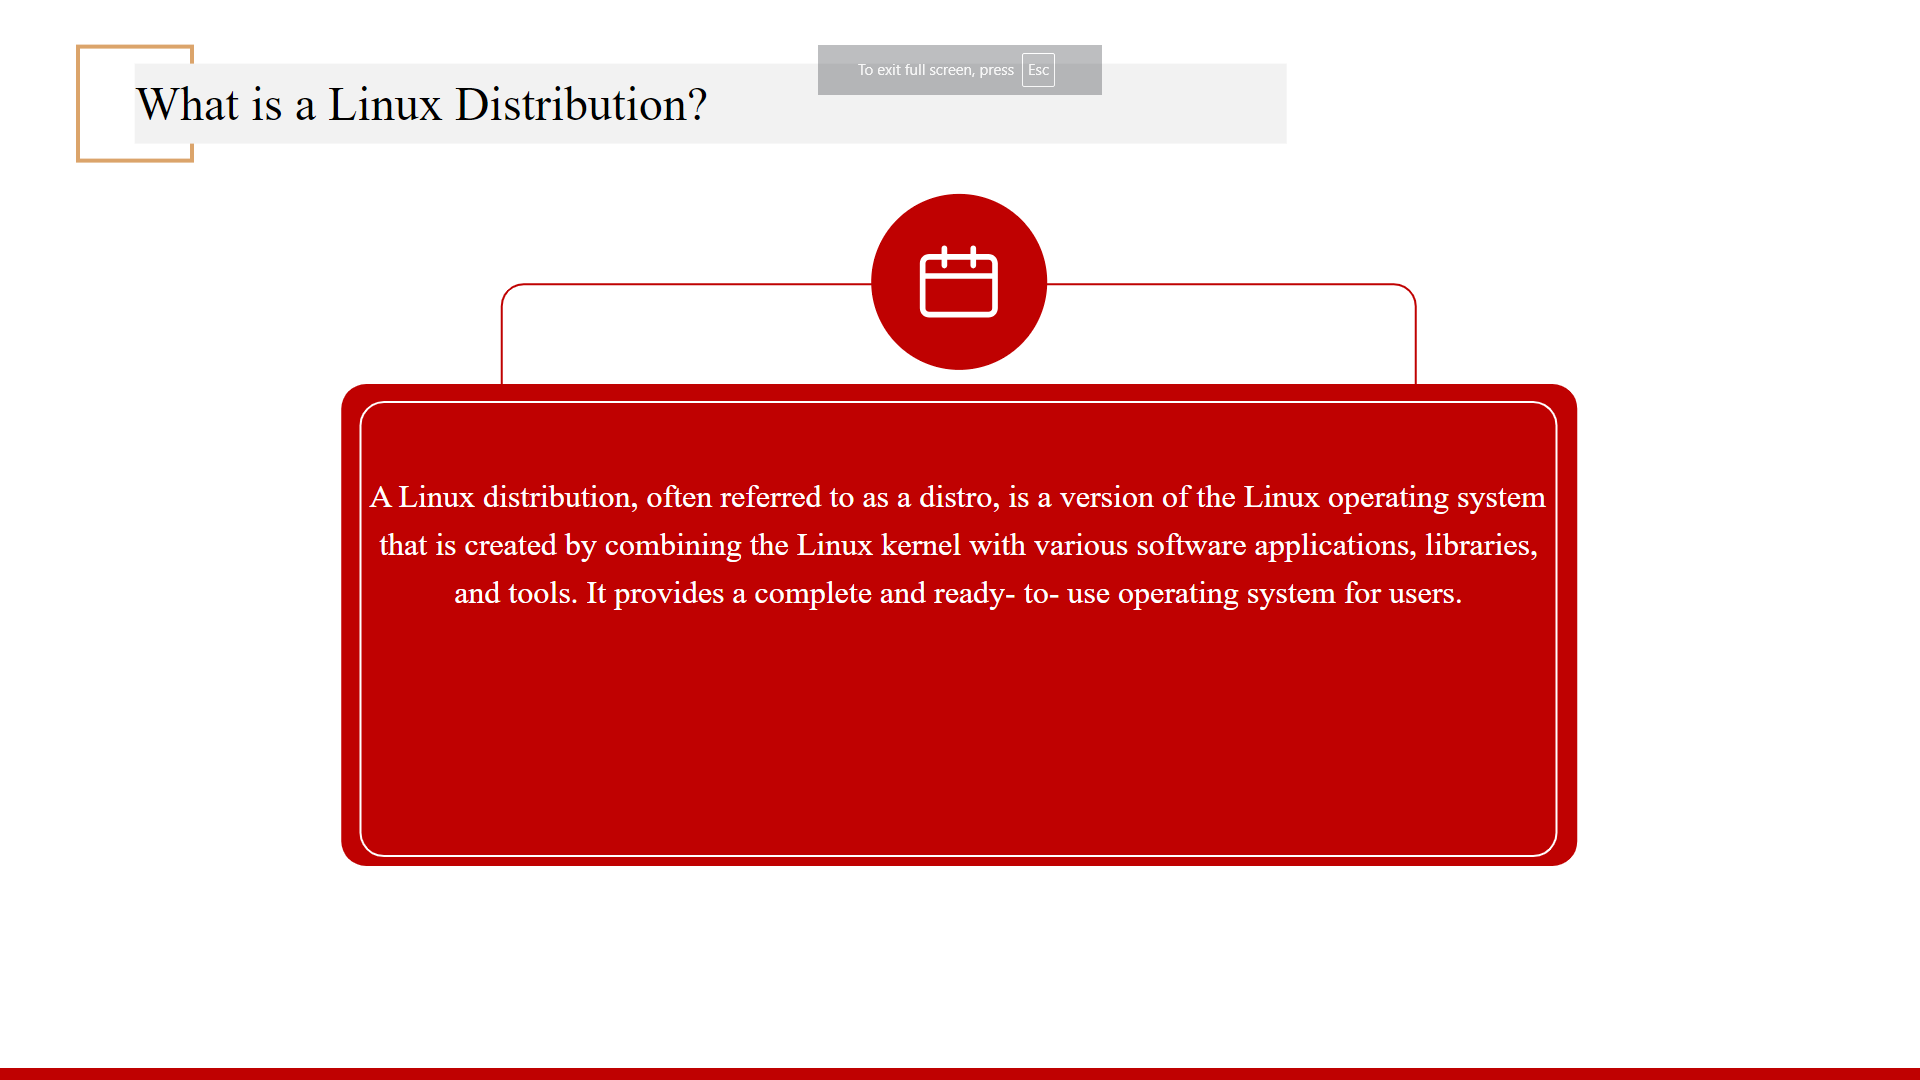 To exit full screen, press Esc
What is a Linux Distribution?
A Linux distribution, often referred to as a distro, is a version of the Linux operating system
that is created by combining the Linux kernel with various software applications, libraries,
and tools. It provides a complete and ready- to- use operating system for users.